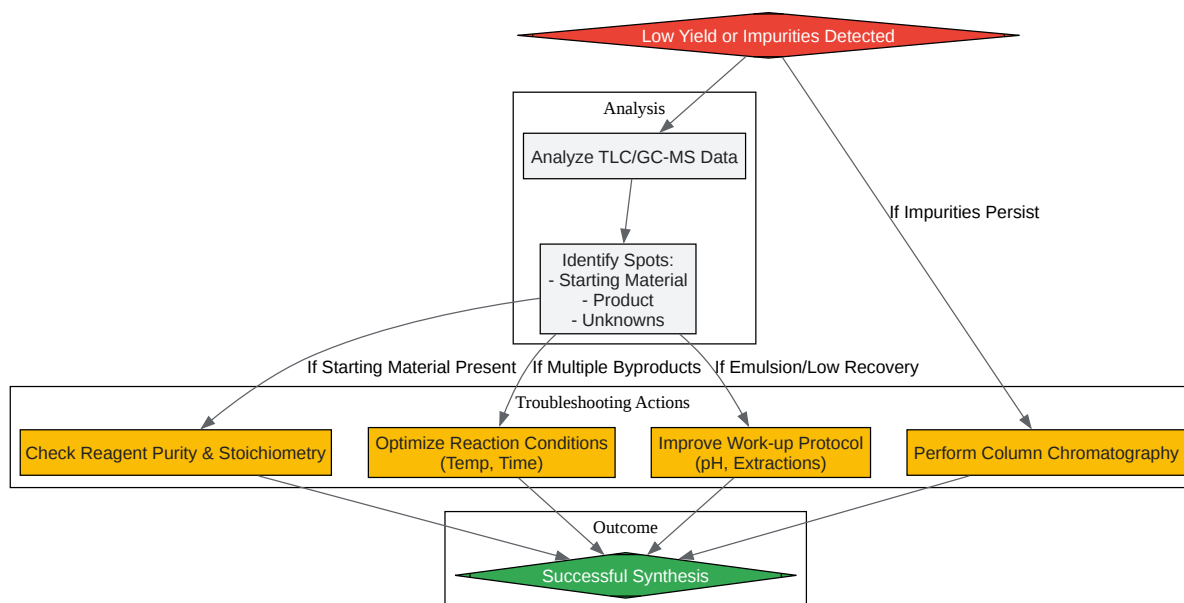 Low Yield or Impurities Detected
Analysis
Analyze TLC/GC-MS Data
If Impurities Persist
Identify Spots:
- Starting Material
- Product
- Unknowns
If Starting Material Present
If Multiple Byproducts
If Emulsion/Low Recovery
Troubleshooting Actions
Check Reagent Purity & Stoichiometry
Optimize Reaction Conditions
(Temp, Time)
Improve Work-up Protocol
(pH, Extractions)
Perform Column Chromatography
Outcome
Successful Synthesis